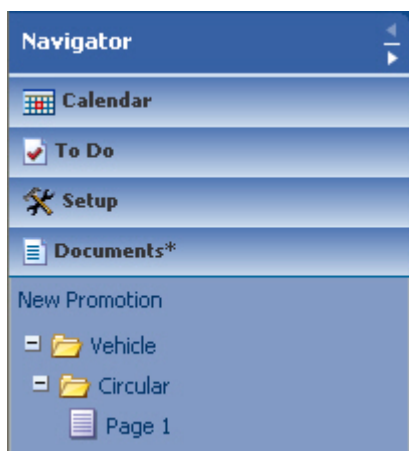 Navigator
Calendar
To Do
Setup
Documents*
New Promotion
Vehicle
Circular
Page 1